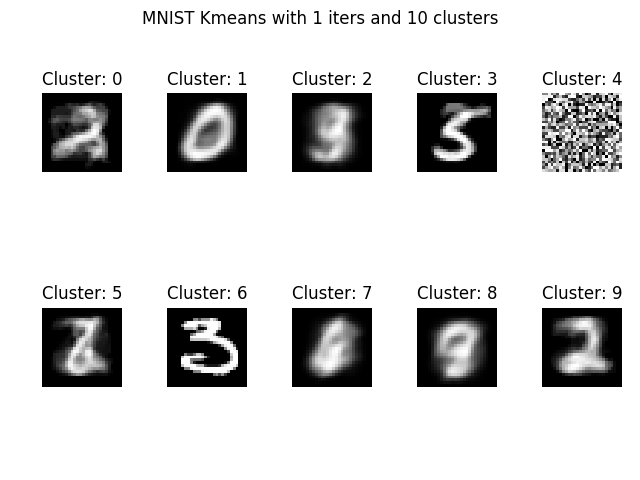 MNIST Kmeans with 1 iters and 10 clusters
Cluster: 0 Cluster: 1 Cluster: 2 Cluster: 3 Cluster: 4
Cluster: 5 Cluster: 6 Cluster: 7 Cluster: 8 Cluster: 9